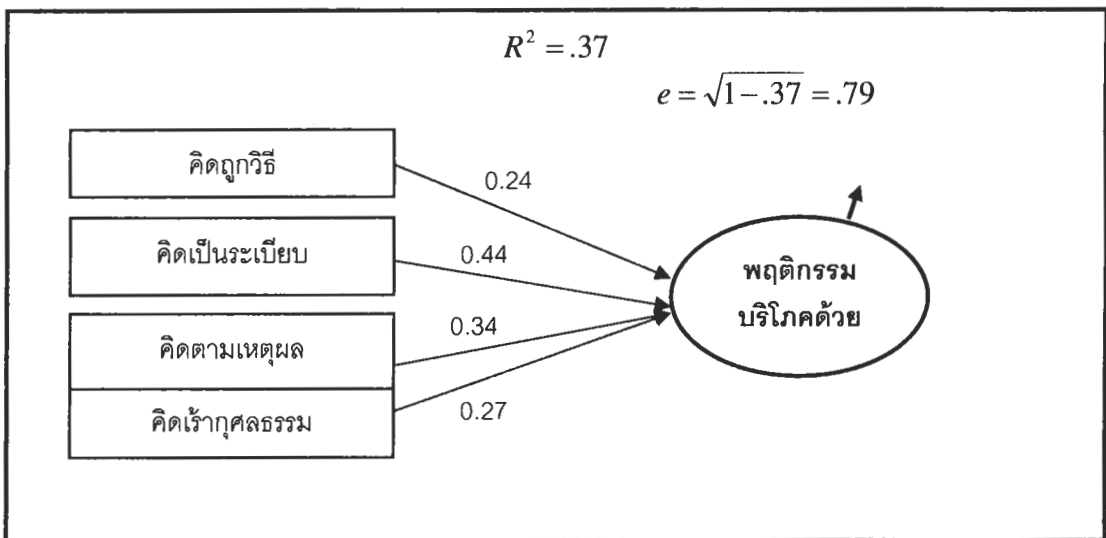 R² = .37
e = √1−.37 = .79
คิดถูกวิธี
0.24
คิดเป็นระเบียบ
0.44
คิดตามเหตุผล
0.34
คิดเร้ากุศลธรรม
0.27
พฤติกรรม
บริโภคด้วย